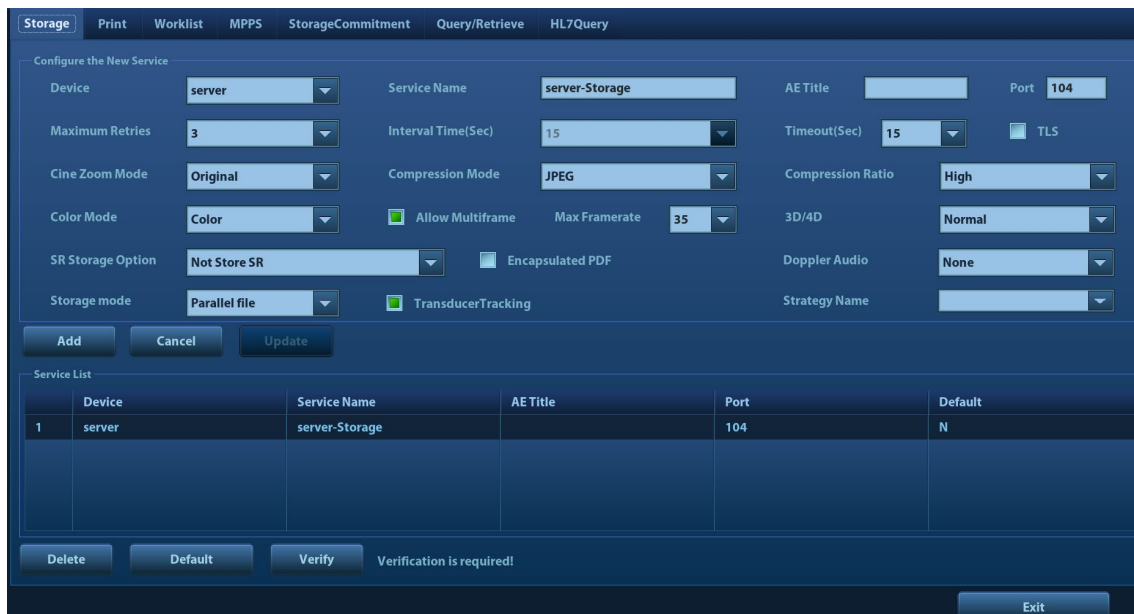 Storage Print Worklist MPPS StorageCommitment Query/Retrieve HL7Query
Configure the New Service
Device server Service Name server-Storage AE Title Port 104
Maximum Retries 3 Interval Time(Sec) 15 Timeout(Sec) 15 TLS
Cine Zoom Mode Original Compression Mode JPEG Compression Ratio High
Color Mode Color Allow Multiframe Max Framerate 35 3D/4D Normal
SR Storage Option Not Store SR Encapsulated PDF Doppler Audio None
Storage mode Parallel file TransducerTracking Strategy Name
Add Cancel Update
Service List
Device Service Name AE Title Port Default
1 server server-Storage 104 N
Delete Default Verify Verification is required!
Exit